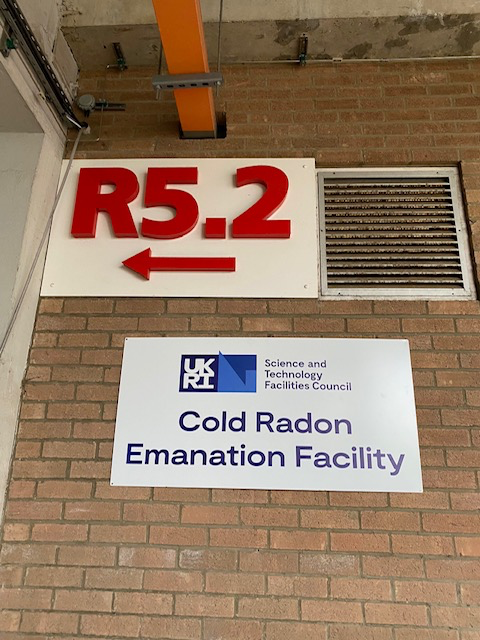 R5.2
UK
RI
Science and
Technology
Facilities Council
Cold Radon
Emanation Facility